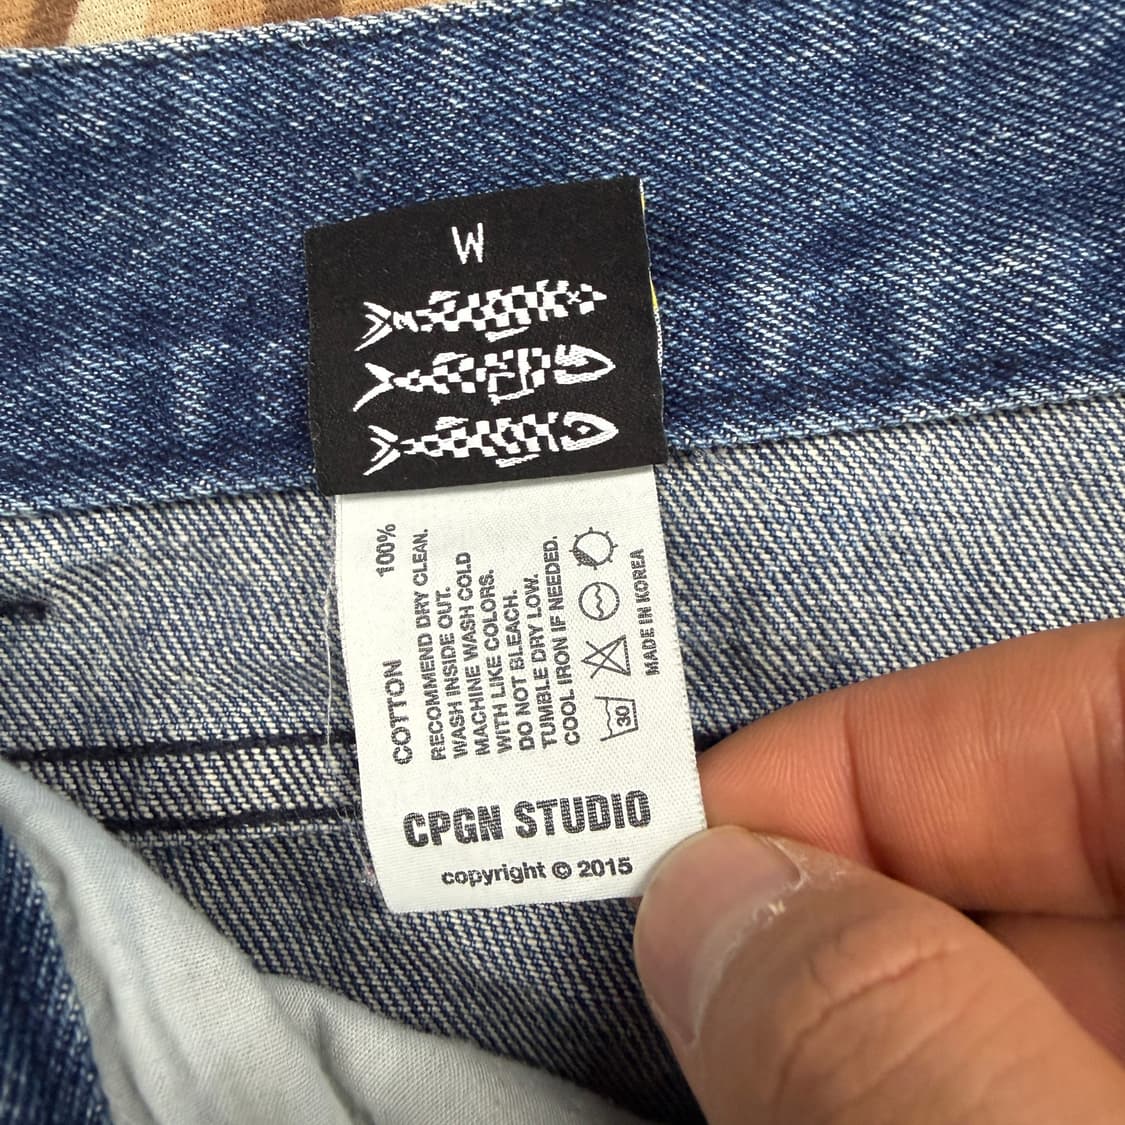 W
COTTON 100%
RECOMMEND DRY CLEAN.
WASH INSIDE OUT.
MACHINE WASH COLD
WITH LIKE COLORS.
DO NOT BLEACH.
TUMBLE DRY LOW.
COOL IRON IF NEEDED.
30
MADE IN KOREA
CPGN STUDIO
copyright © 2015